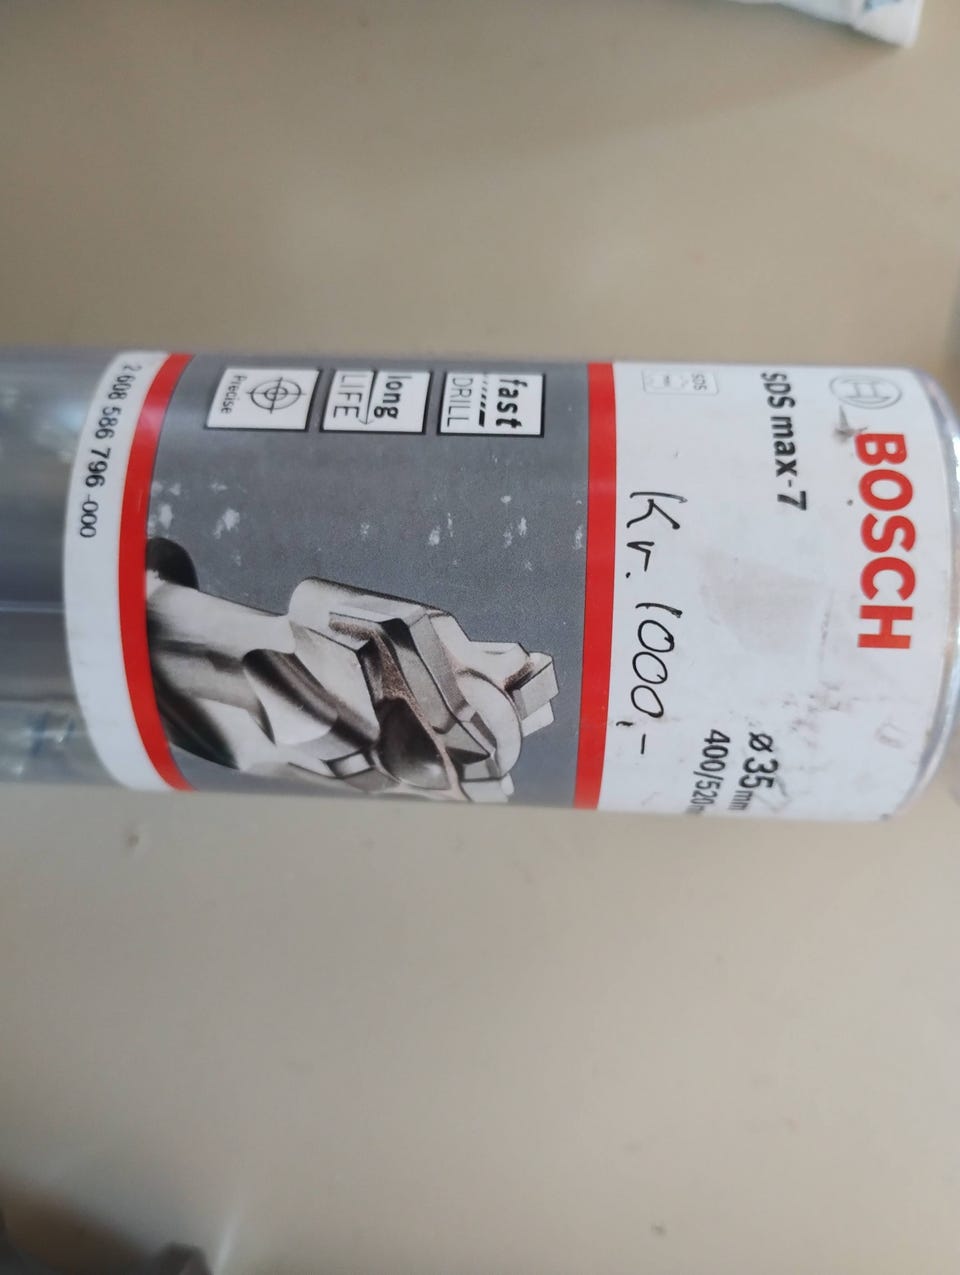 BOSCH
SDS max-7
ø 35 mm
400/520
SDS
Kr. 1000,-
fast
DRILL
long
LIFE
Precise
2 608 586 796 -000